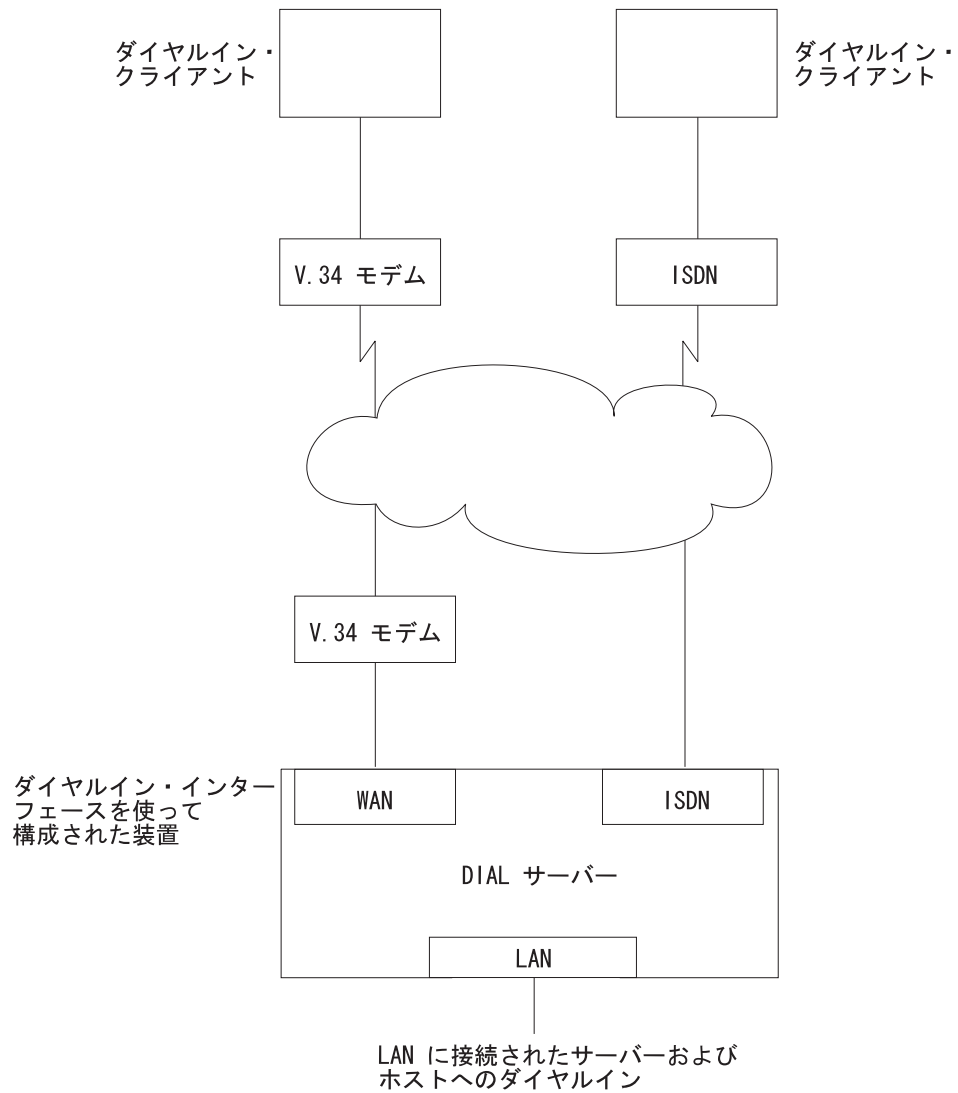 ダイヤルイン・
クライアント
ダイヤルイン・
クライアント
V.34 モデム
ISDN
V.34 モデム
ダイヤルイン・インター
フェースを使って
構成された装置
WAN
ISDN
DIAL サーバー
LAN
LAN に接続されたサーバーおよび
ホストへのダイヤルイン